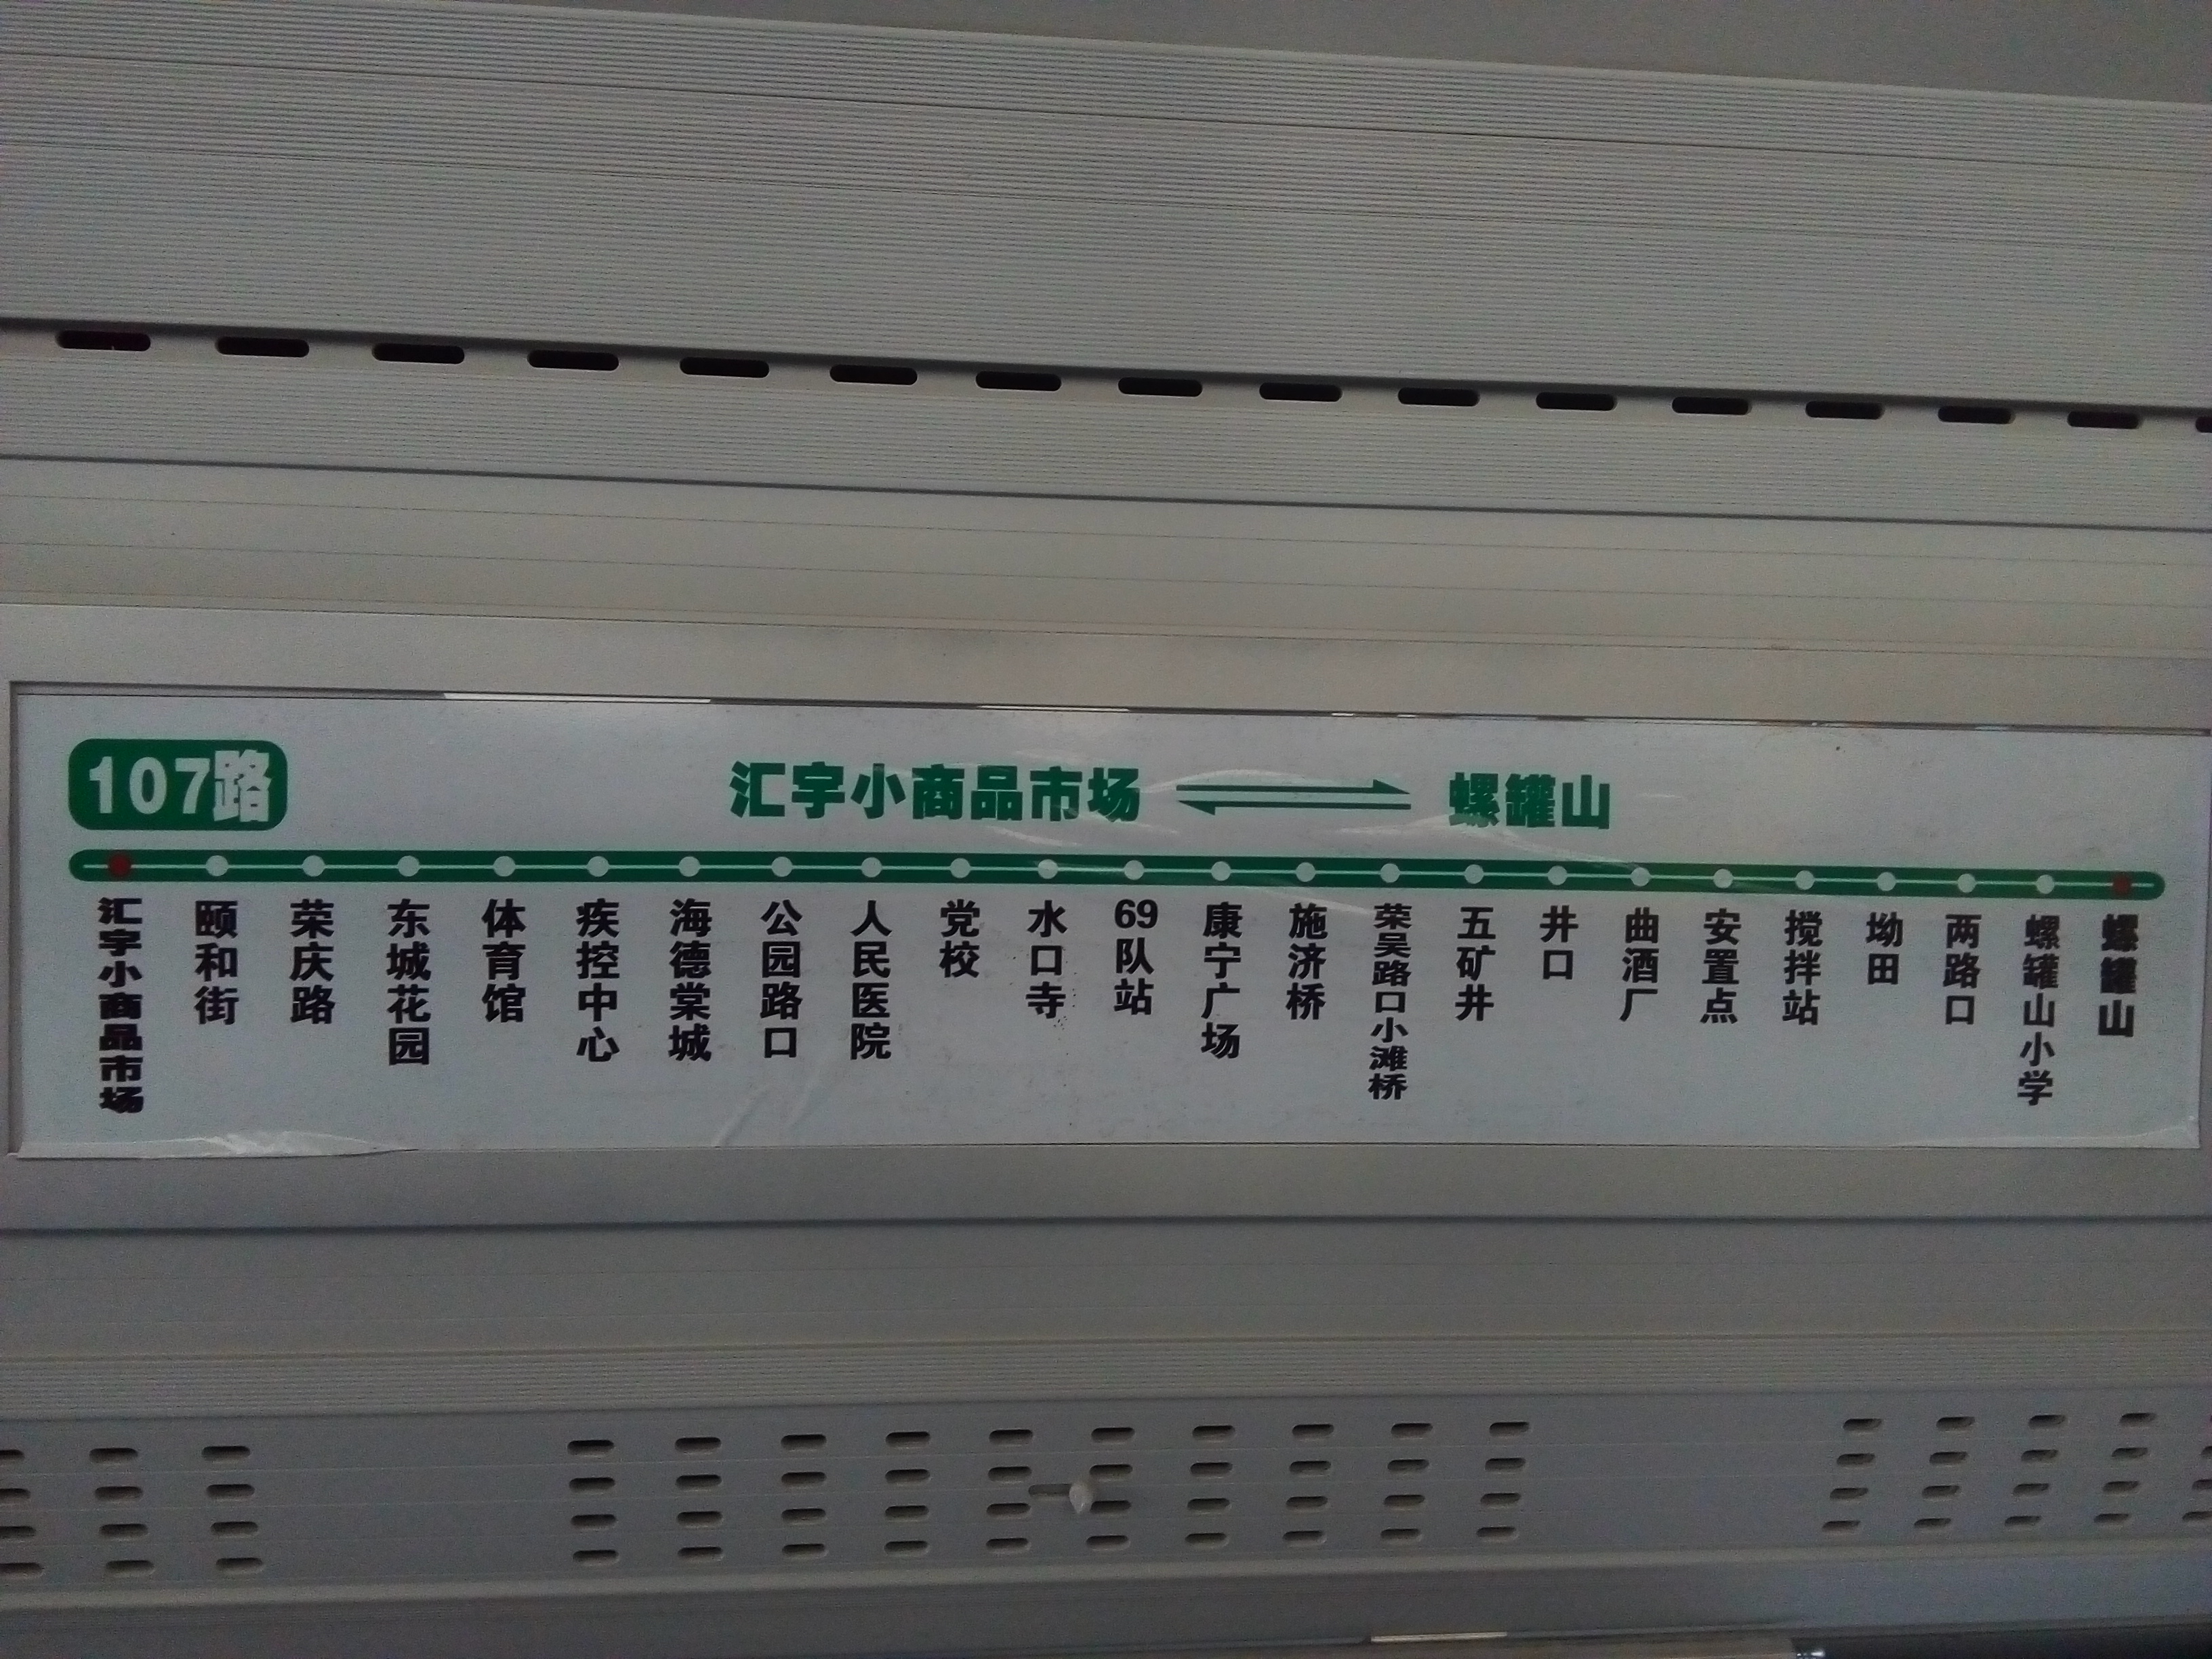 107路
汇宇小商品市场 螺罐山
汇宇小商品市场
颐和街
荣庆路
东城花园
体育馆
疾控中心
海德棠城
公园路口
人民医院
党校
水口寺
69队站
康宁广场
施济桥
荣吴路口小滩桥
五矿井
井口
曲酒厂
安置点
搅拌站
坳田
两路口
螺罐山小学
螺罐山